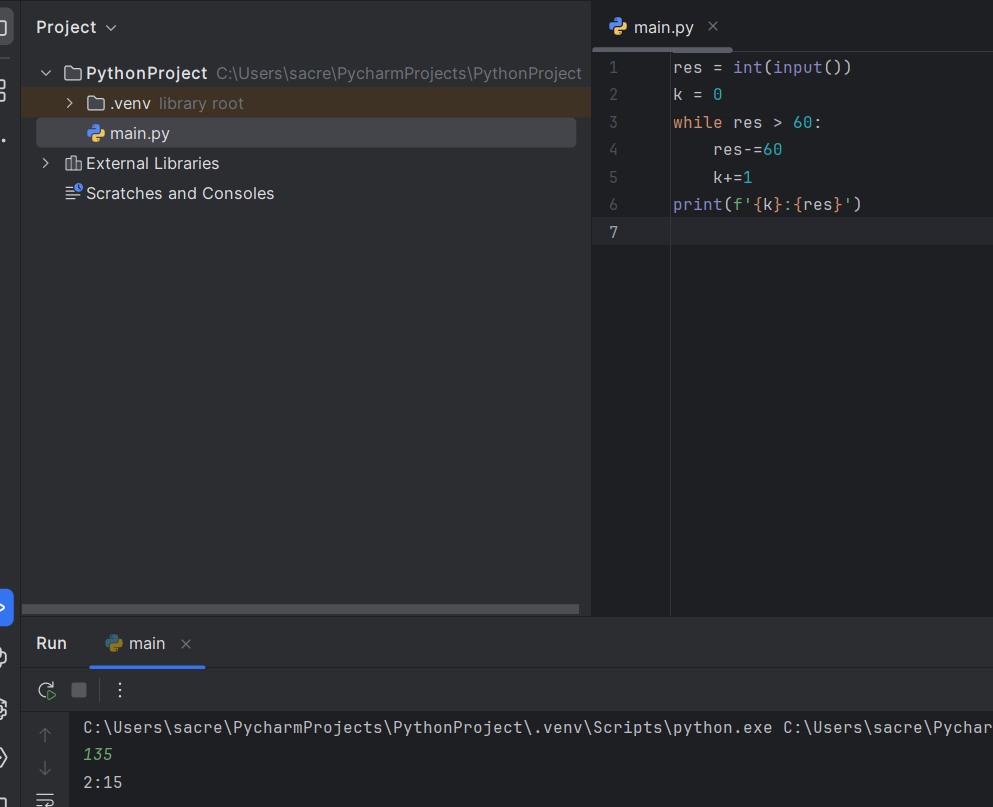 Project
PythonProject C:\Users\sacre\PycharmProjects\PythonProject
.venv library root
main.py
External Libraries
Scratches and Consoles
main.py
1 res = int(input())
2 k = 0
3 while res > 60:
4     res-=60
5     k+=1
6 print(f'{k}:{res}')
7
Run main
C:\Users\sacre\PycharmProjects\PythonProject\.venv\Scripts\python.exe C:\Users\sacre\Pychar
135
2:15